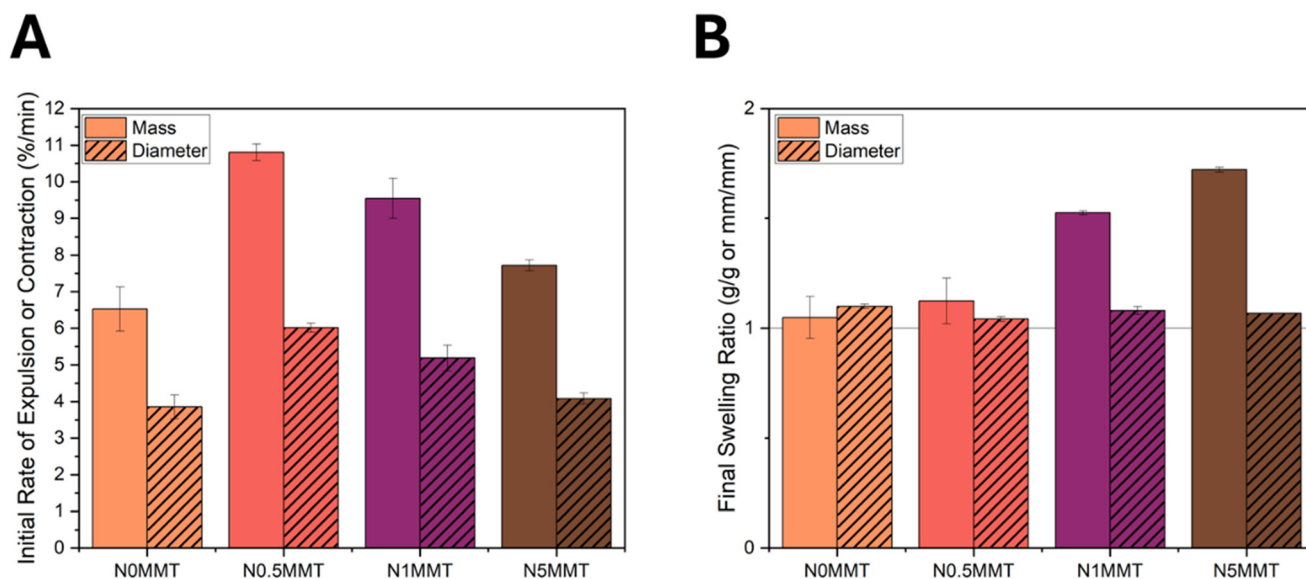 A
Initial Rate of Expulsion or Contraction (%/min)
12
11
10
9
8
7
6
5
4
3
2
1
0
Mass
Diameter
N0MMT
N0.5MMT
N1MMT
N5MMT
B
Final Swelling Ratio (g/g or mm/mm)
2
1
0
Mass
Diameter
N0MMT
N0.5MMT
N1MMT
N5MMT